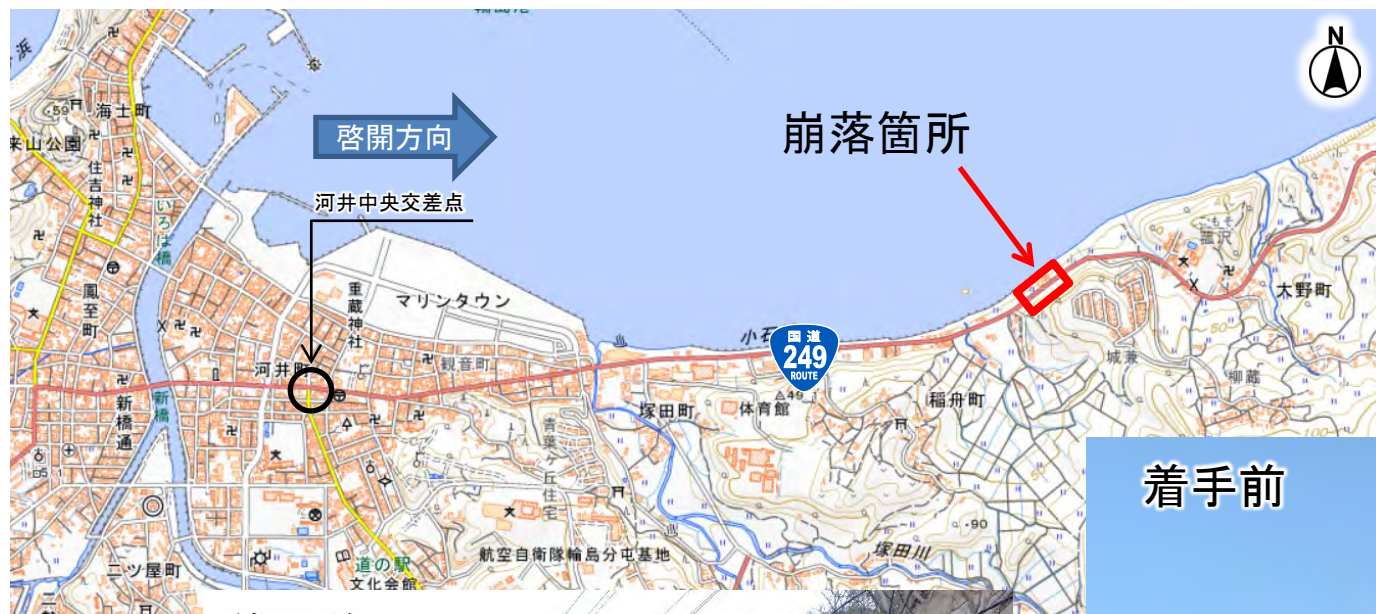 N
海士町
来山公園
住吉神社
いろは橋
鳳至町
啓開方向
河井中央交差点
崩落箇所
重蔵神社
マリンタウン
河井町
観音町
新橋通
新橋
国道
249
ROUTE
塚田町
体育館
稲舟町
城兼
柳蔵
大野町
青葉ケ丘住宅
航空自衛隊輪島分屯基地
塚田川
道の駅
文化会館
二ツ屋町
着手前